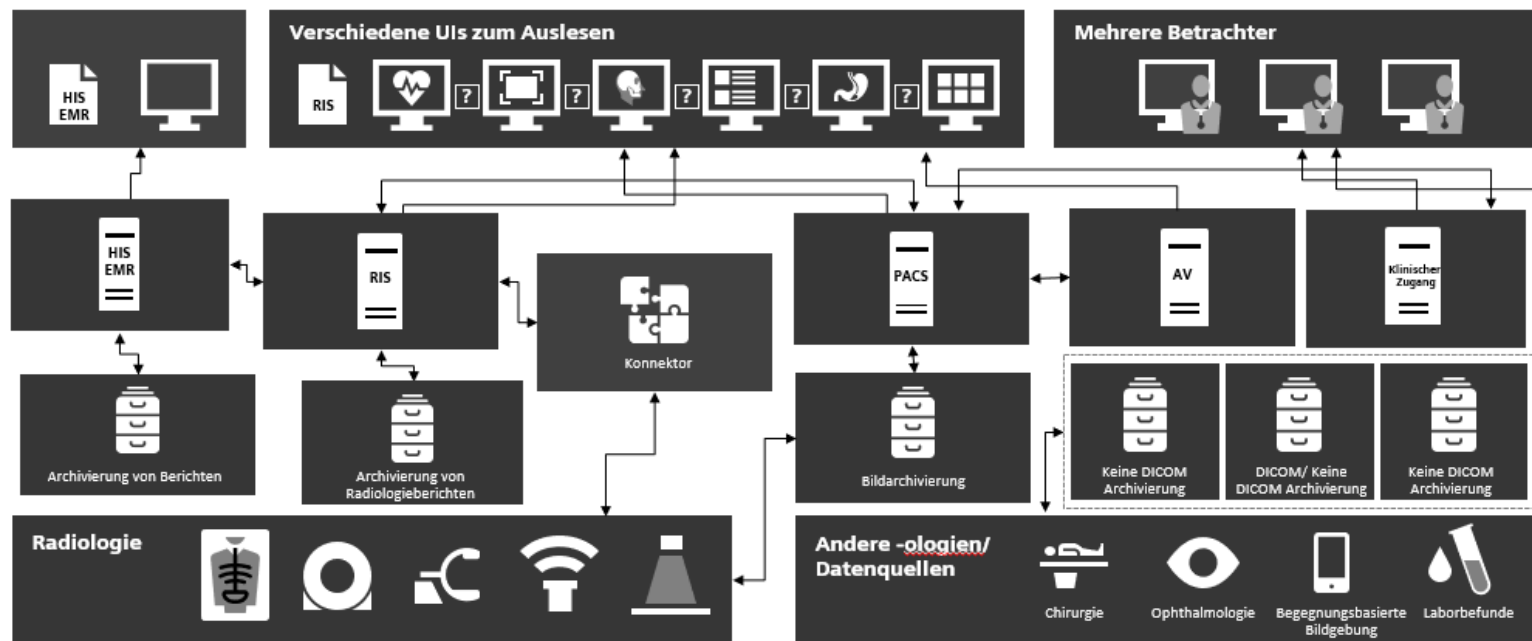 HIS
EMR
Verschiedene UIs zum Auslesen
RIS
?
?
?
?
?
Mehrere Betrachter
HIS
EMR
RIS
Konnektor
PACS
AV
Klinischer
Zugang
Archivierung von Berichten
Archivierung von
Radiologieberichten
Bildarchivierung
Keine DICOM
Archivierung
DICOM/ Keine
DICOM Archivierung
Keine DICOM
Archivierung
Radiologie
Andere -ologien/
Datenquellen
Chirurgie
Ophthalmologie
Begegnungsbasierte
Bildgebung
Laborbefunde